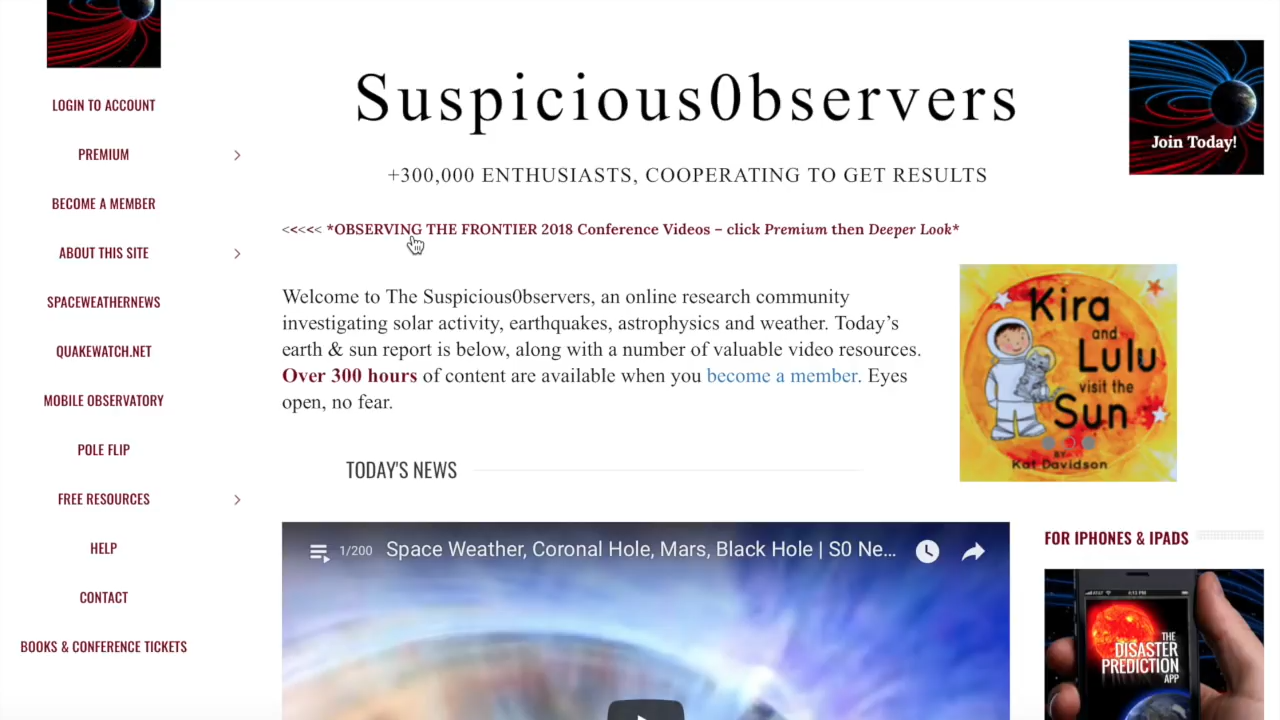 LOGIN TO ACCOUNT
PREMIUM
BECOME A MEMBER
ABOUT THIS SITE
SPACEWEATHERNEWS
QUAKEWATCH.NET
MOBILE OBSERVATORY
POLE FLIP
FREE RESOURCES
HELP
CONTACT
BOOKS & CONFERENCE TICKETS
Suspicious0bservers
+300,000 ENTHUSIASTS, COOPERATING TO GET RESULTS
<<<<< *OBSERVING THE FRONTIER 2018 Conference Videos – click Premium then Deeper Look*
Welcome to The Suspicious0bservers, an online research community
investigating solar activity, earthquakes, astrophysics and weather. Today's
earth & sun report is below, along with a number of valuable video resources.
Over 300 hours of content are available when you become a member. Eyes
open, no fear.
TODAY'S NEWS
1/200 Space Weather, Coronal Hole, Mars, Black Hole | S0 Ne...
Join Today!
Kira
and
Lulu
visit the
Sun
BY
Kat Davidson
FOR IPHONES & IPADS
AT&T 6:13 PM
THE
DISASTER
PREDICTION
APP